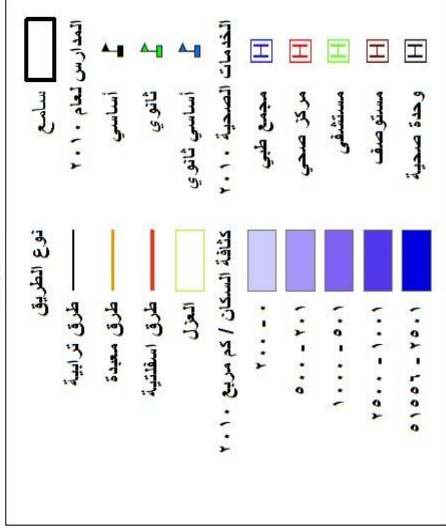 سامع
المدارس لعام ٢٠١٠
أساسي
ثانوي
أساسي ثانوي
الخدمات الصحية ٢٠١٠
مجمع طبي
مركز صحي
مستشفى
مستوصف
وحدة صحية
نوع الطريق
طرق ترابية
طرق معبدة
طرق اسفلتية
العزل
كثافة السكان / كم مربع ٢٠١٠
٠ - ٢٠٠
٢٠١ - ٥٠٠
٥٠١ - ١٠٠٠
١٠٠١ - ٢٥٠٠
٢٥٠١ - ٥١٥٥٦